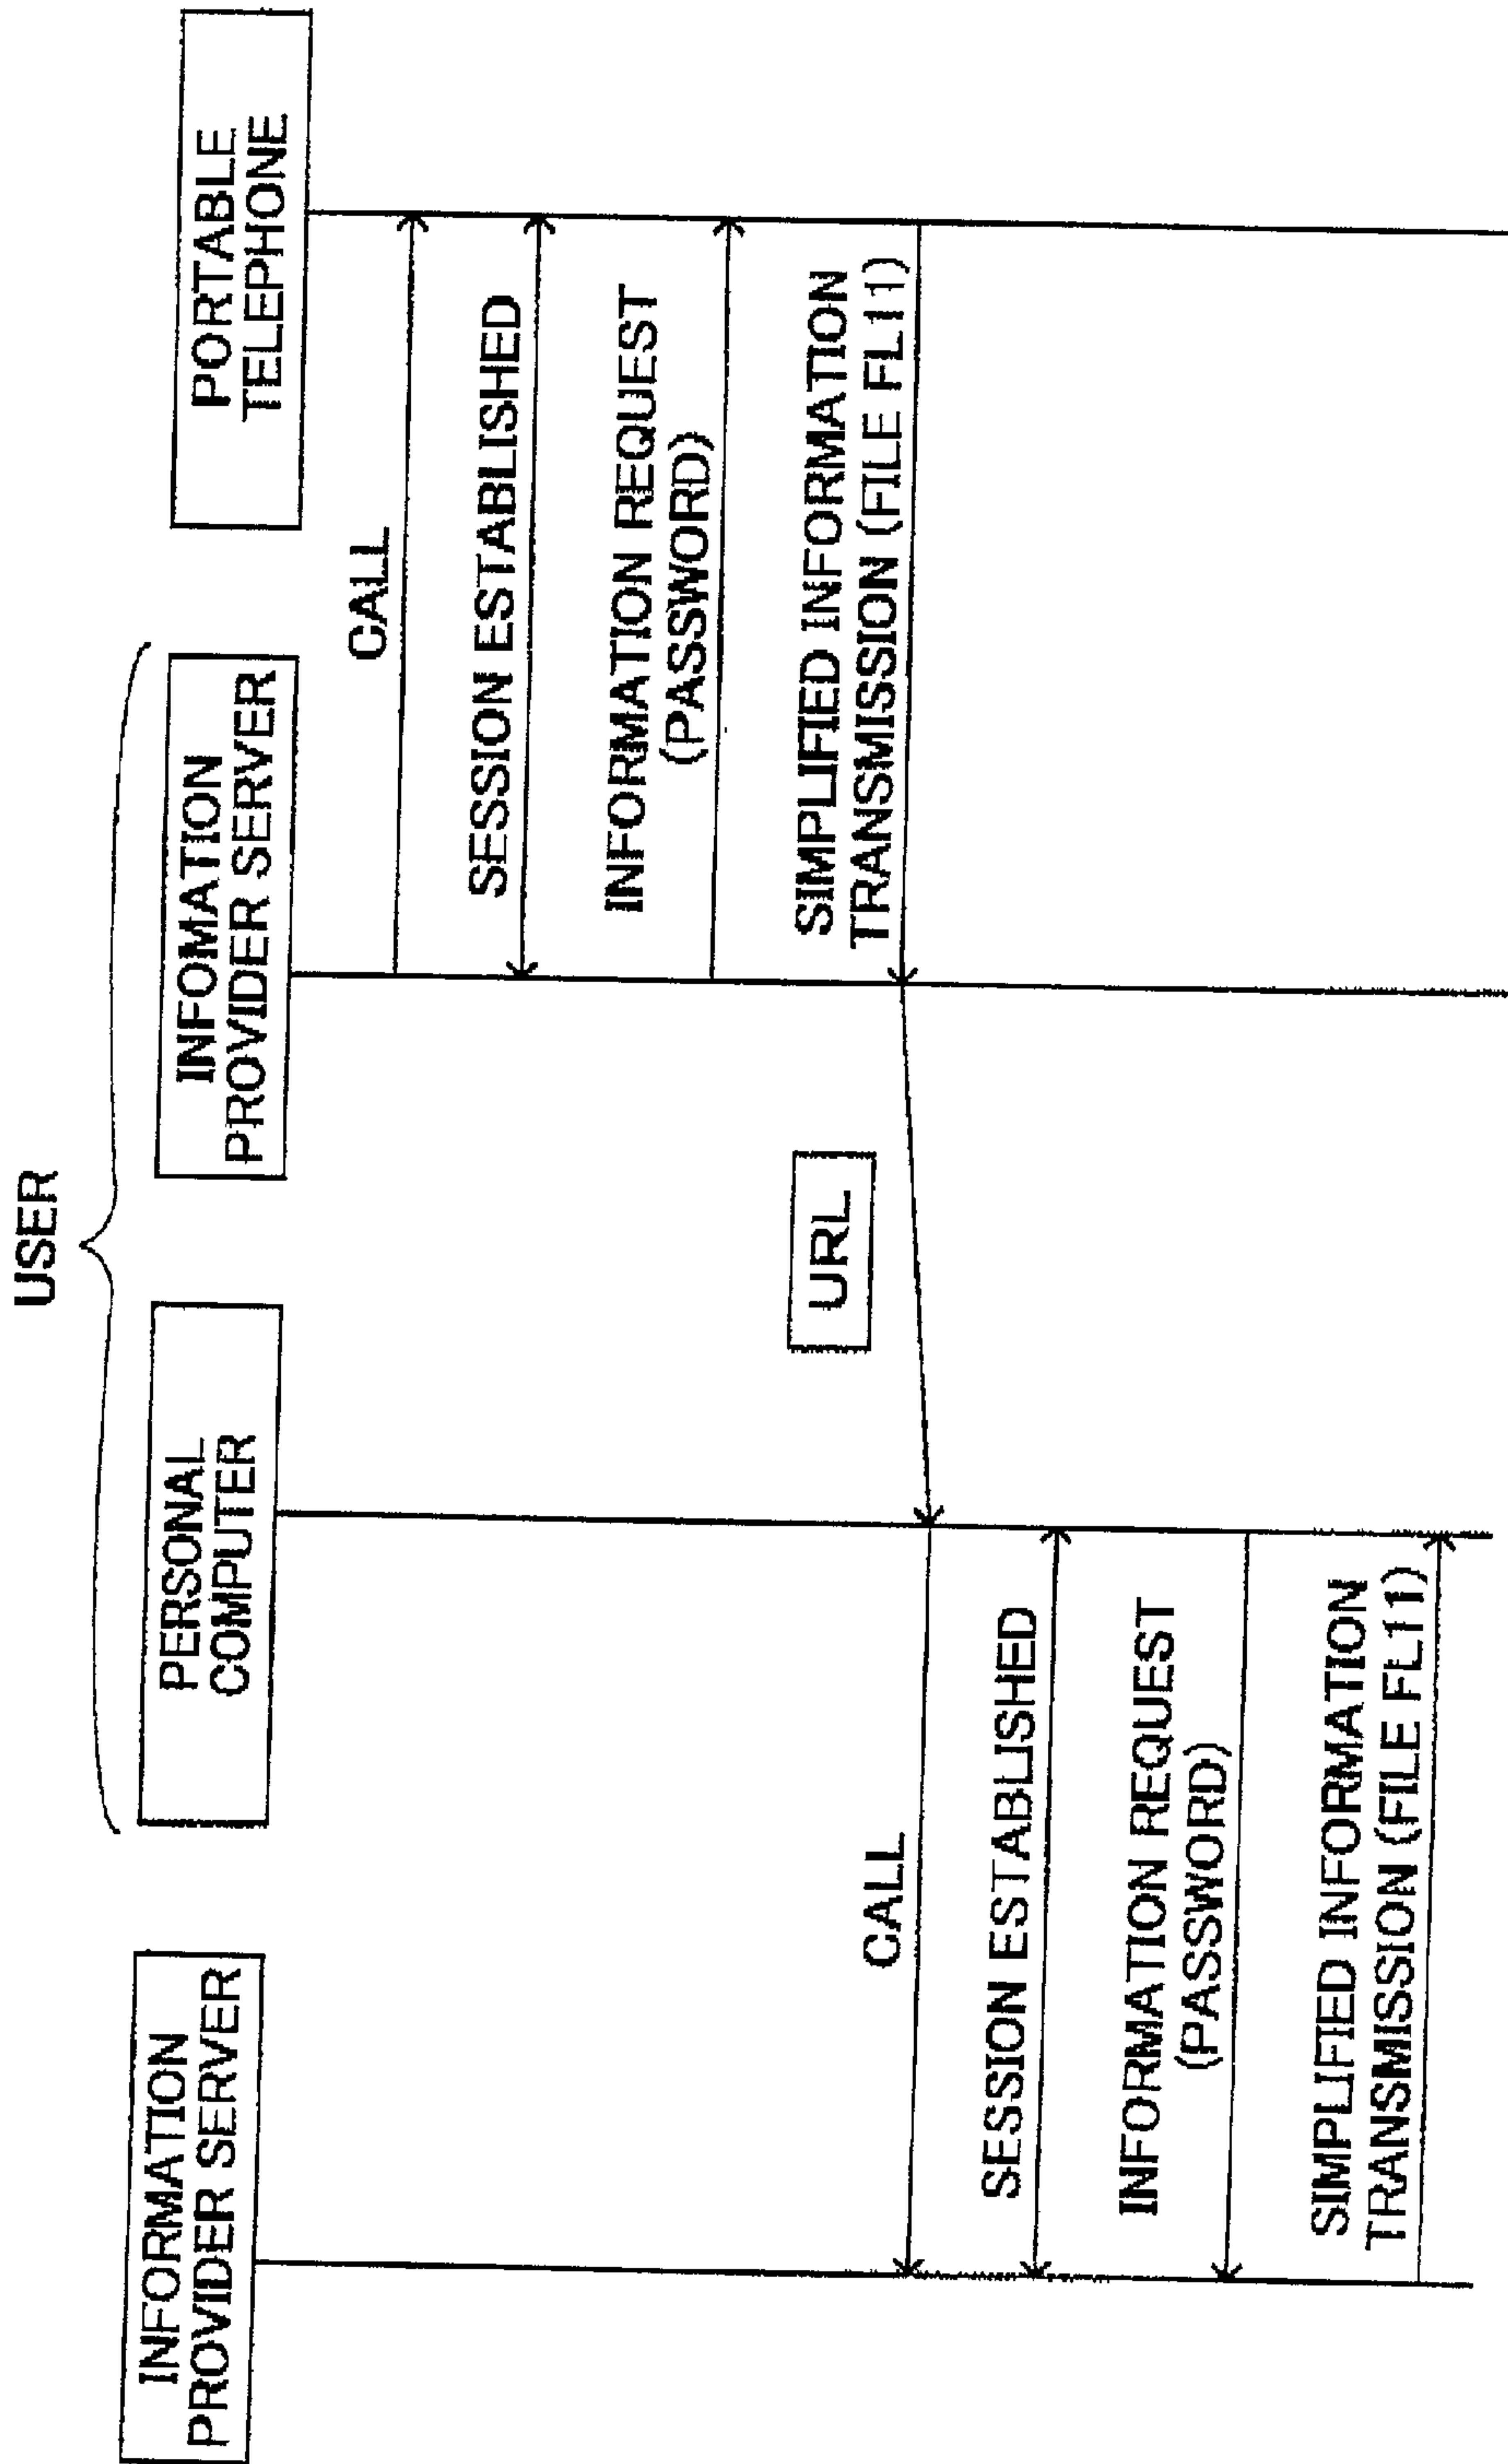 USER
INFORMATION
PROVIDER SERVER
PERSONAL
COMPUTER
INFOMATION
PROVIDER SERVER
PORTABLE
TELEPHONE
CALL
SESSION ESTABLISHED
INFORMATION REQUEST
(PASSWORD)
SIMPLIFIED INFORMATION
TRANSMISSION (FILE FL11)
URL
CALL
SESSION ESTABLISHED
INFORMATION REQUEST
(PASSWORD)
SIMPLIFIED INFORMATION
TRANSMISSION (FILE FL11)